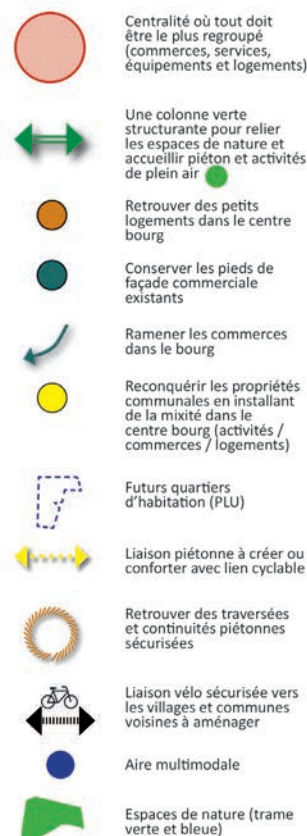 Centralité où tout doit
être le plus regroupé
(commerces, services,
équipements et logements)
Une colonne verte
structurante pour relier
les espaces de nature et
accueillir piéton et activités
de plein air
Retrouver des petits
logements dans le centre
bourg
Conserver les pieds de
façade commerciale
existants
Ramener les commerces
dans le bourg
Reconquérir les propriétés
communales en installant
de la mixité dans le
centre bourg (activités /
commerces / logements)
Futurs quartiers
d'habitation (PLU)
Liaison piétonne à créer ou
conforter avec lien cyclable
Retrouver des traversées
et continuités piétonnes
sécurisées
Liaison vélo sécurisée vers
les villages et communes
voisines à aménager
Aire multimodale
Espaces de nature (trame
verte et bleue)